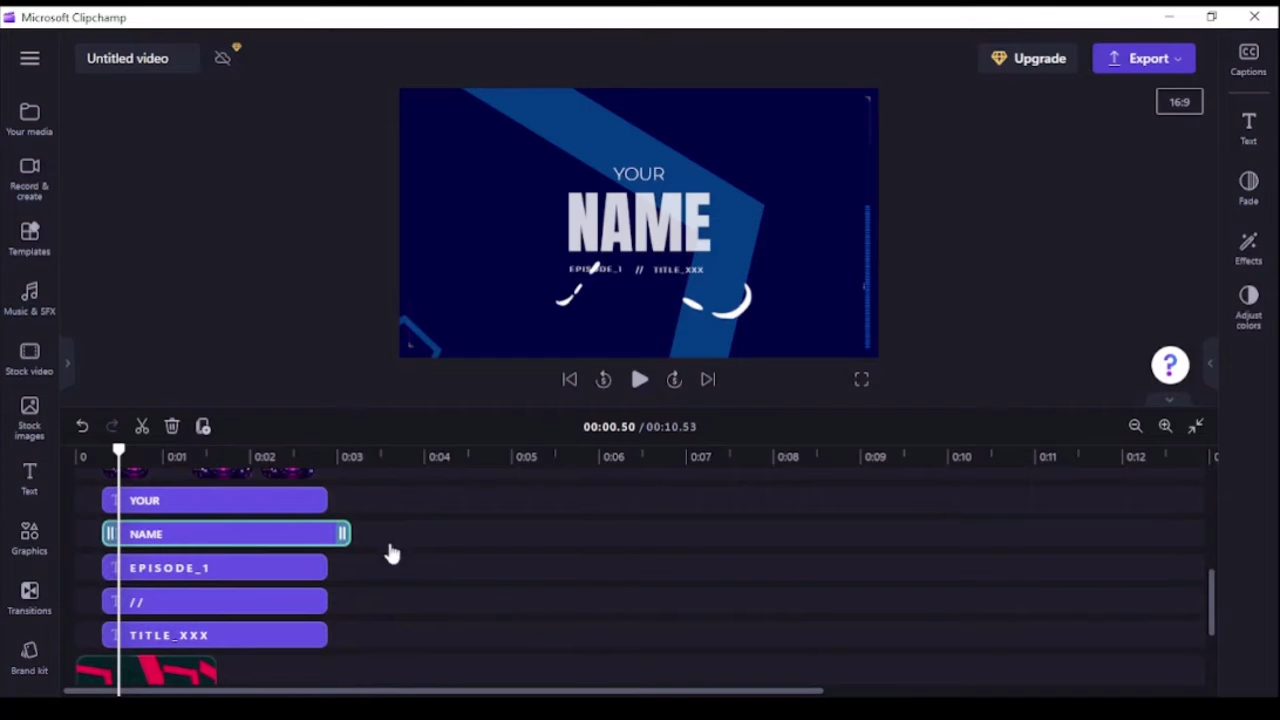 Microsoft Clipchamp
Untitled video
Upgrade
Export
Captions
Your media
16:9
Text
Record &
create
Fade
Templates
Effects
Music & SFX
Adjust
colors
Stock video
Stock
images
Text
Graphics
Transitions
Brand kit
YOUR
NAME
EPISODE_1 // TITLE_XXX
5
5
?
00:00.50 / 00:10.53
0 0:01 0:02 0:03 0:04 0:05 0:06 0:07 0:08 0:09 0:10 0:11 0:12
T YOUR
NAME
T EPISODE_1
T //
T TITLE_XXX